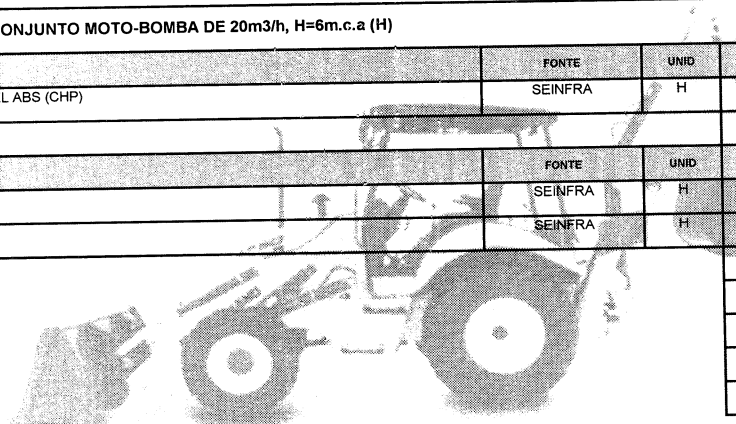 ONJUNTO MOTO-BOMBA DE 20m3/h, H=6m.c.a (H)
FONTE UNID
L ABS (CHP) SEINFRA H
FONTE UNID
SEINFRA H
SEINFRA H